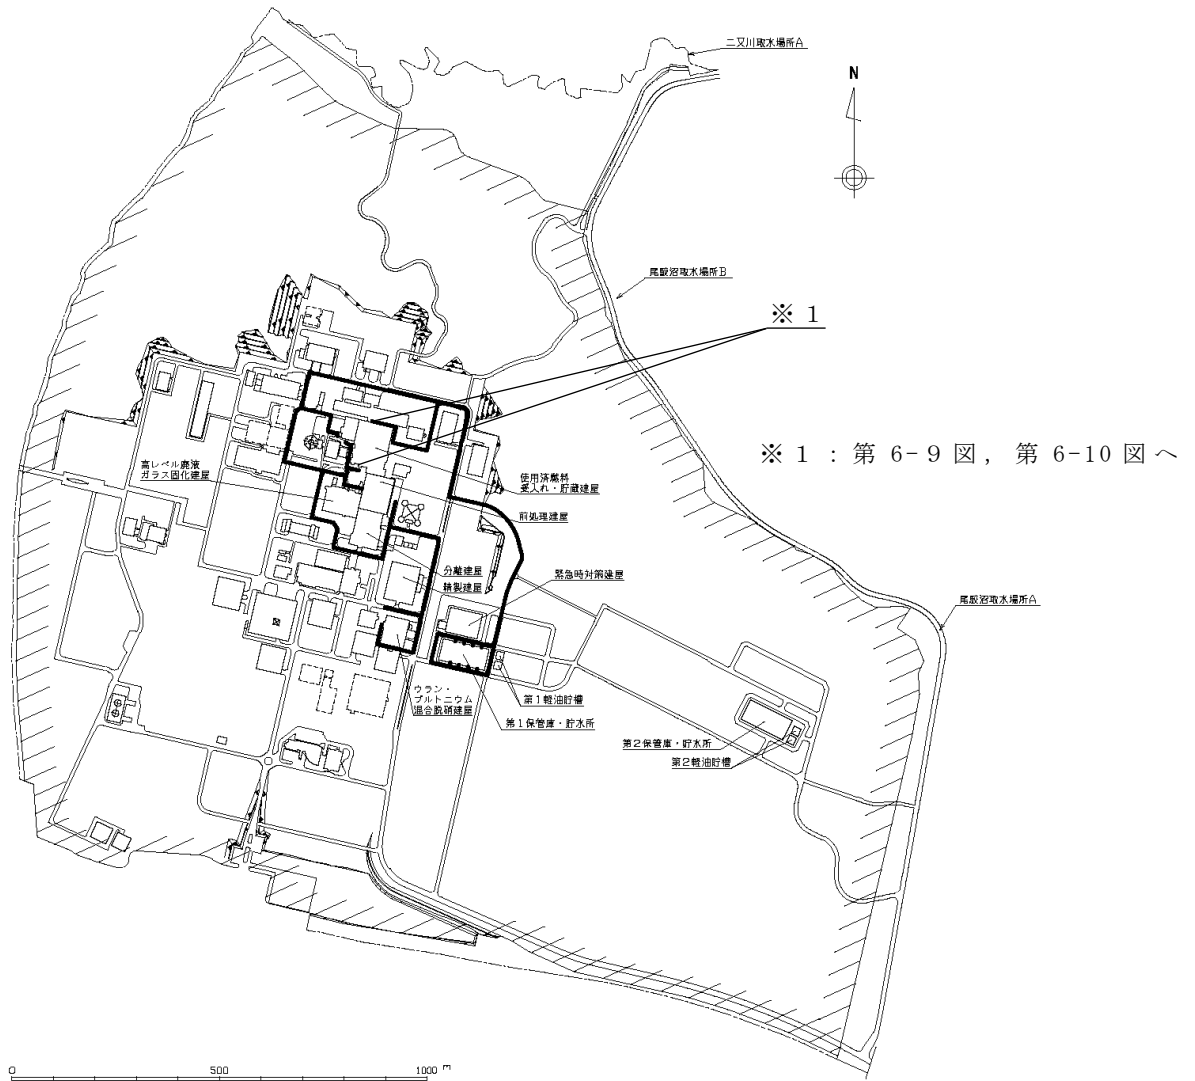 二又川取水場所A
N
尾駮沼取水場所B
※ 1
※ 1 : 第 6-9 図, 第 6-10 図へ
高レベル廃液
ガラス固化建屋
使用済燃料
受入れ・貯蔵建屋
前処理建屋
分離建屋
精製建屋
緊急時対策建屋
尾駮沼取水場所A
ウラン・
プルトニウム
混合脱硝建屋
第1軽油貯槽
第1保管庫・貯水所
第2保管庫・貯水所
第2軽油貯槽
0 500 1000 m